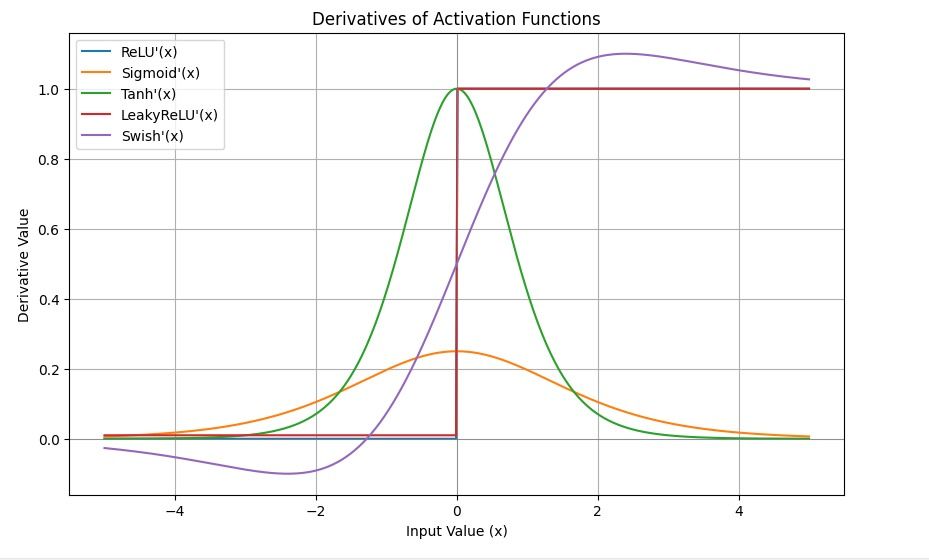 Derivatives of Activation Functions
ReLU'(x)
Sigmoid'(x)
Tanh'(x)
LeakyReLU'(x)
Swish'(x)
1.0
0.8
0.6
0.4
0.2
0.0
Derivative Value
−4 −2 0 2 4
Input Value (x)